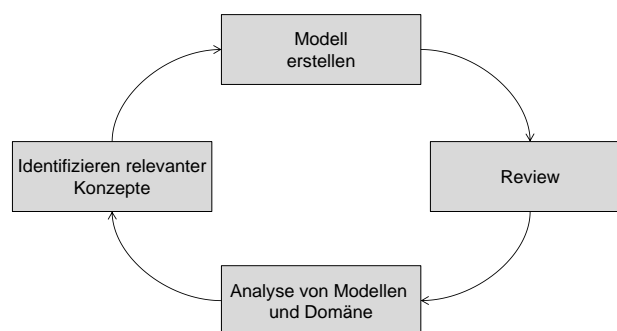 Modell
erstellen
Identifizieren relevanter
Konzepte
Review
Analyse von Modellen
und Domäne